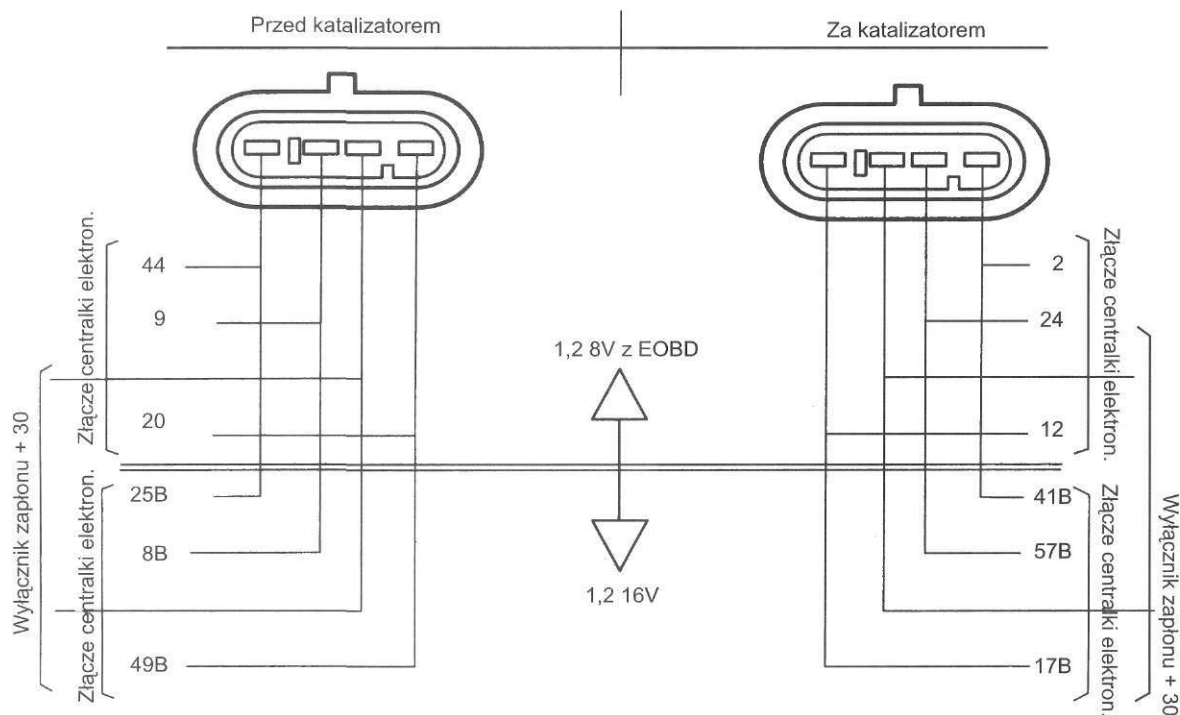 Przed katalizatorem
Za katalizatorem
Złącze centralki elektron.
44
9
20
Wyłącznik zapłonu + 30
Złącze centralki elektron.
25B
8B
49B
1,2 8V z EOBD
1,2 16V
2
24
12
Złącze centralki elektron.
41B
57B
17B
Złącze centralki elektron.
Wyłącznik zapłonu + 30